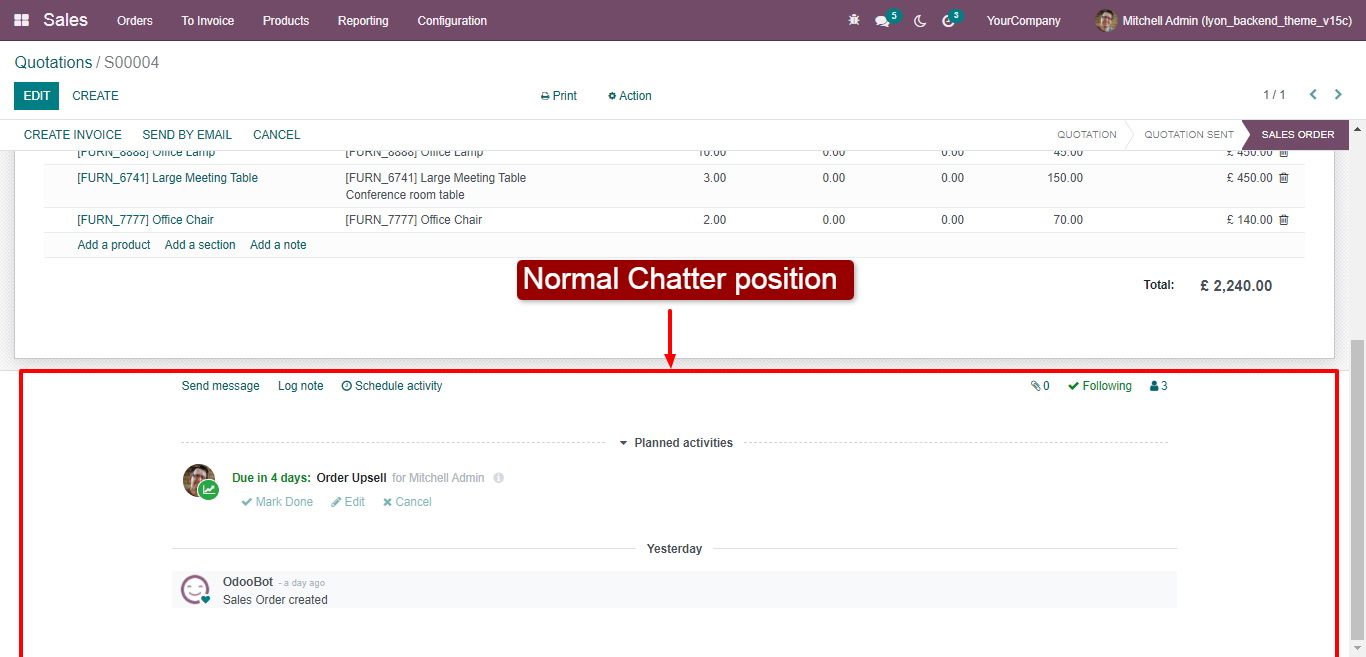 Sales Orders To Invoice Products Reporting Configuration 5 3 YourCompany Mitchell Admin (lyon_backend_theme_v15c)
Quotations / S00004
EDIT CREATE Print Action 1 / 1
CREATE INVOICE SEND BY EMAIL CANCEL QUOTATION QUOTATION SENT SALES ORDER
[FURN_8888] Office Lamp [FURN_8888] Office Lamp 10.00 0.00 0.00 45.00 £ 450.00
[FURN_6741] Large Meeting Table [FURN_6741] Large Meeting Table 3.00 0.00 0.00 150.00 £ 450.00
Conference room table
[FURN_7777] Office Chair [FURN_7777] Office Chair 2.00 0.00 0.00 70.00 £ 140.00
Add a product Add a section Add a note
Normal Chatter position
Total: £ 2,240.00
Send message Log note Schedule activity 0 Following 3
Planned activities
Due in 4 days: Order Upsell for Mitchell Admin
Mark Done Edit Cancel
Yesterday
OdooBot - a day ago
Sales Order created